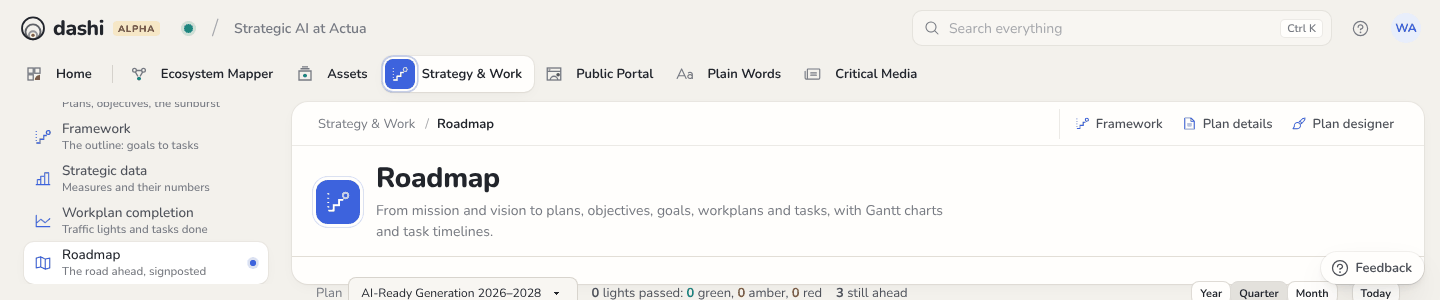 dashi ALPHA / Strategic AI at Actua Search everything Ctrl K WA
Home Ecosystem Mapper Assets Strategy & Work Public Portal Aa Plain Words Critical Media
Plans, objectives, the sunburst
Framework
The outline: goals to tasks
Strategic data
Measures and their numbers
Workplan completion
Traffic lights and tasks done
Roadmap
The road ahead, signposted
Strategy & Work / Roadmap Framework Plan details Plan designer
Roadmap
From mission and vision to plans, objectives, goals, workplans and tasks, with Gantt charts
and task timelines.
Feedback
Plan AI-Ready Generation 2026–2028 0 lights passed: 0 green, 0 amber, 0 red 3 still ahead Year Quarter Month Today